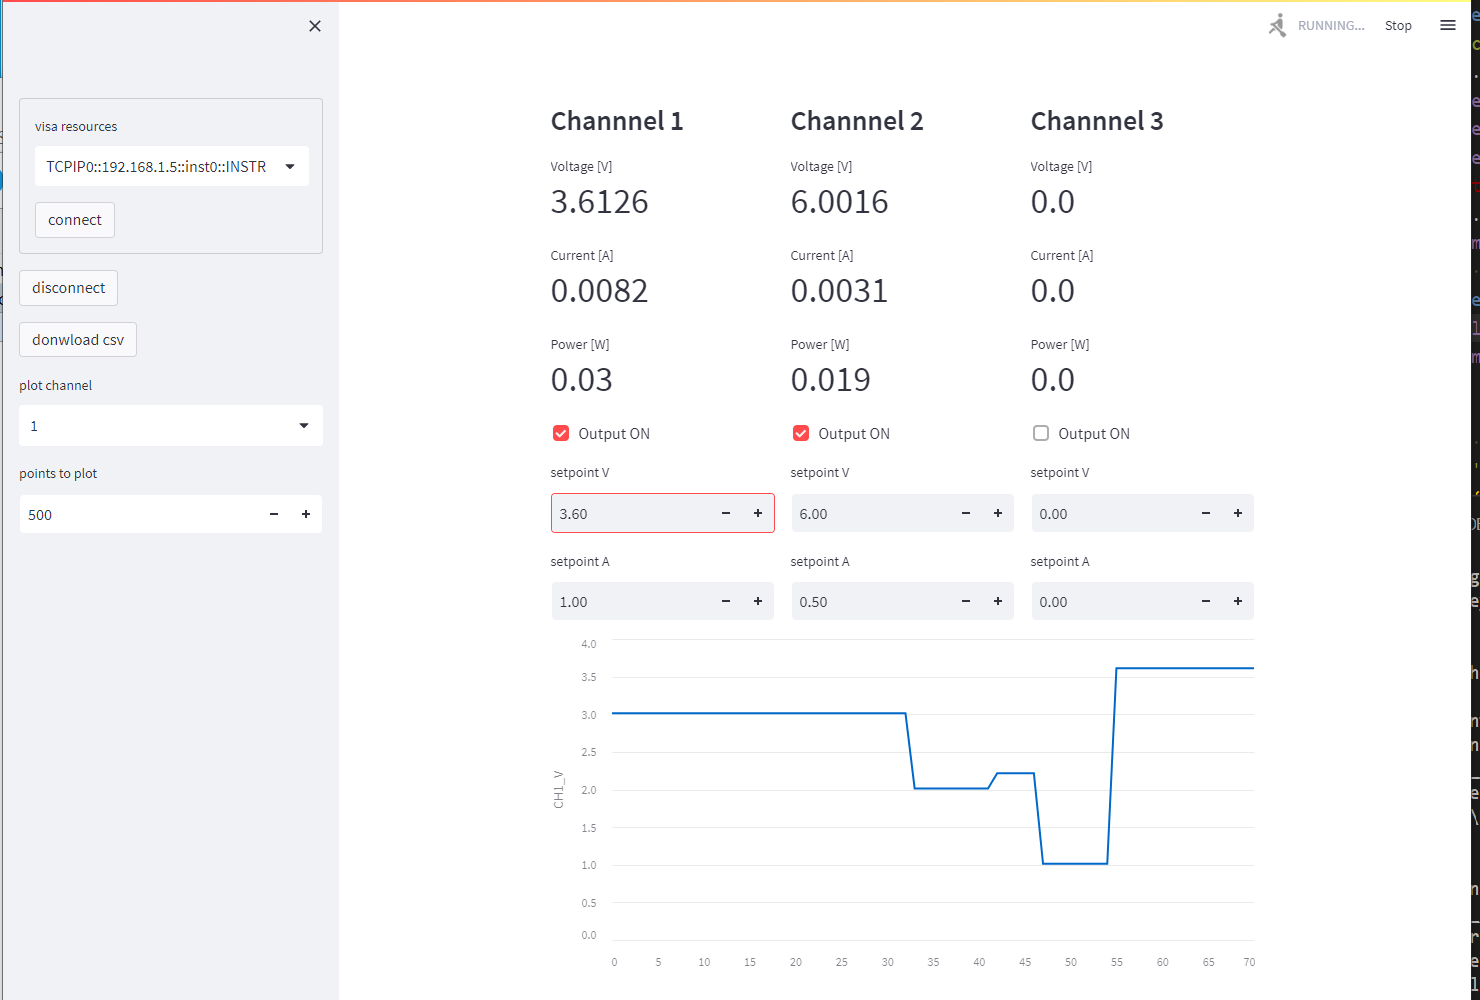 RUNNING... Stop
visa resources
TCPIP0::192.168.1.5::inst0::INSTR
connect
disconnect
donwload csv
plot channel
1
points to plot
500
Channnel 1 Channnel 2 Channnel 3
Voltage [V] Voltage [V] Voltage [V]
3.6126 6.0016 0.0
Current [A] Current [A] Current [A]
0.0082 0.0031 0.0
Power [W] Power [W] Power [W]
0.03 0.019 0.0
Output ON Output ON Output ON
setpoint V setpoint V setpoint V
3.60 6.00 0.00
setpoint A setpoint A setpoint A
1.00 0.50 0.00
4.0
3.5
3.0
2.5
2.0
1.5
1.0
0.5
0.0
CH1_V
0 5 10 15 20 25 30 35 40 45 50 55 60 65 70